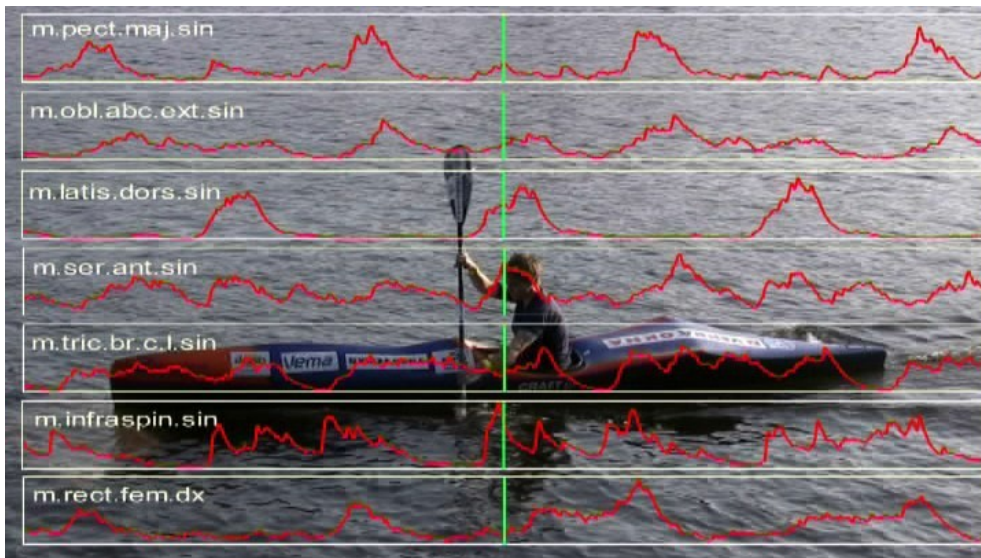 m.pect.maj.sin
m.obl.abc.ext.sin
m.latis.dors.sin
m.ser.ant.sin
m.tric.br.c.l.sin
Vema
CRAFT
m.infraspin.sin
m.rect.fem.dx